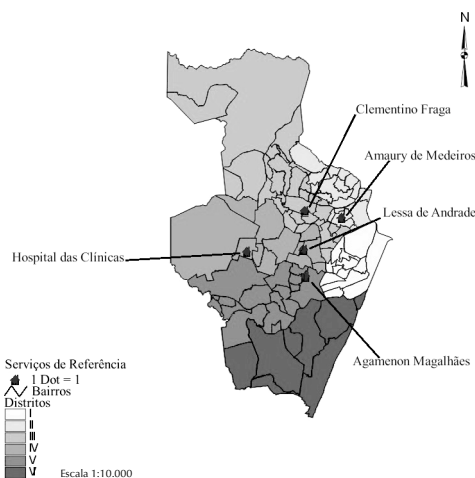 N
Clementino Fraga
Amaury de Medeiros
Lessa de Andrade
Hospital das Clínicas
Agamenon Magalhães
Serviços de Referência
1 Dot = 1
Bairros
Distritos
I
II
III
IV
V
VI
Escala 1:10.000